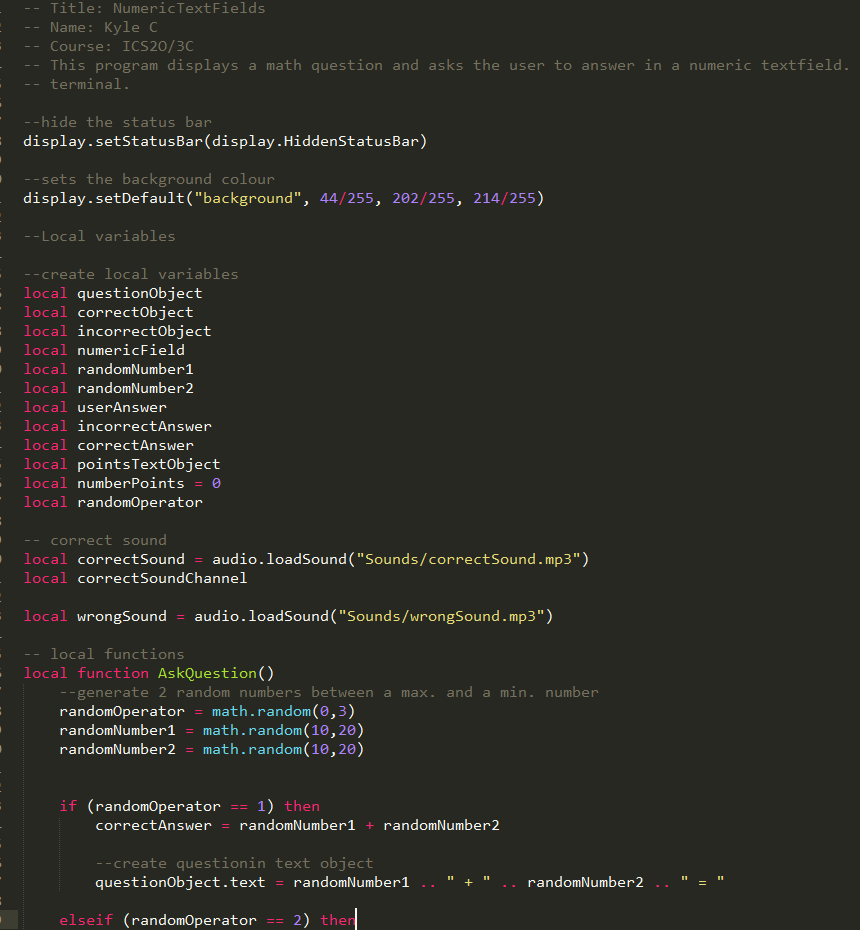 -- Title: NumericTextFields
-- Name: Kyle C
-- Course: ICS2O/3C
-- This program displays a math question and asks the user to answer in a numeric textfield.
-- terminal.
--hide the status bar
display.setStatusBar(display.HiddenStatusBar)
--sets the background colour
display.setDefault("background", 44/255, 202/255, 214/255)
--Local variables
--create local variables
local questionObject
local correctObject
local incorrectObject
local numericField
local randomNumber1
local randomNumber2
local userAnswer
local incorrectAnswer
local correctAnswer
local pointsTextObject
local numberPoints = 0
local randomOperator
-- correct sound
local correctSound = audio.loadSound("Sounds/correctSound.mp3")
local correctSoundChannel
local wrongSound = audio.loadSound("Sounds/wrongSound.mp3")
-- local functions
local function AskQuestion()
--generate 2 random numbers between a max. and a min. number
randomOperator = math.random(0,3)
randomNumber1 = math.random(10,20)
randomNumber2 = math.random(10,20)
if (randomOperator == 1) then
correctAnswer = randomNumber1 + randomNumber2
--create questionin text object
questionObject.text = randomNumber1 .. " + " .. randomNumber2 .. " = "
elseif (randomOperator == 2) then